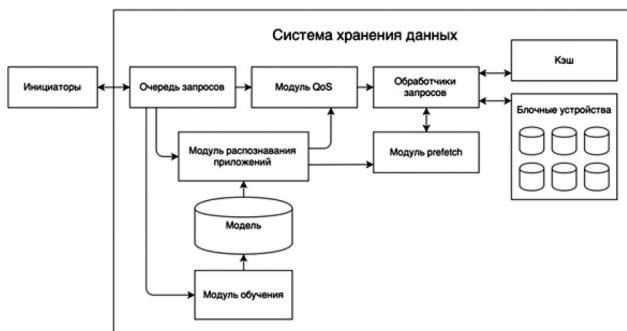 Система хранения данных
Инициаторы
Очередь запросов
Модуль QoS
Обработчики
запросов
Кэш
Блочные устройства
Модуль распознавания
приложений
Модуль prefetch
Модель
Модуль обучения